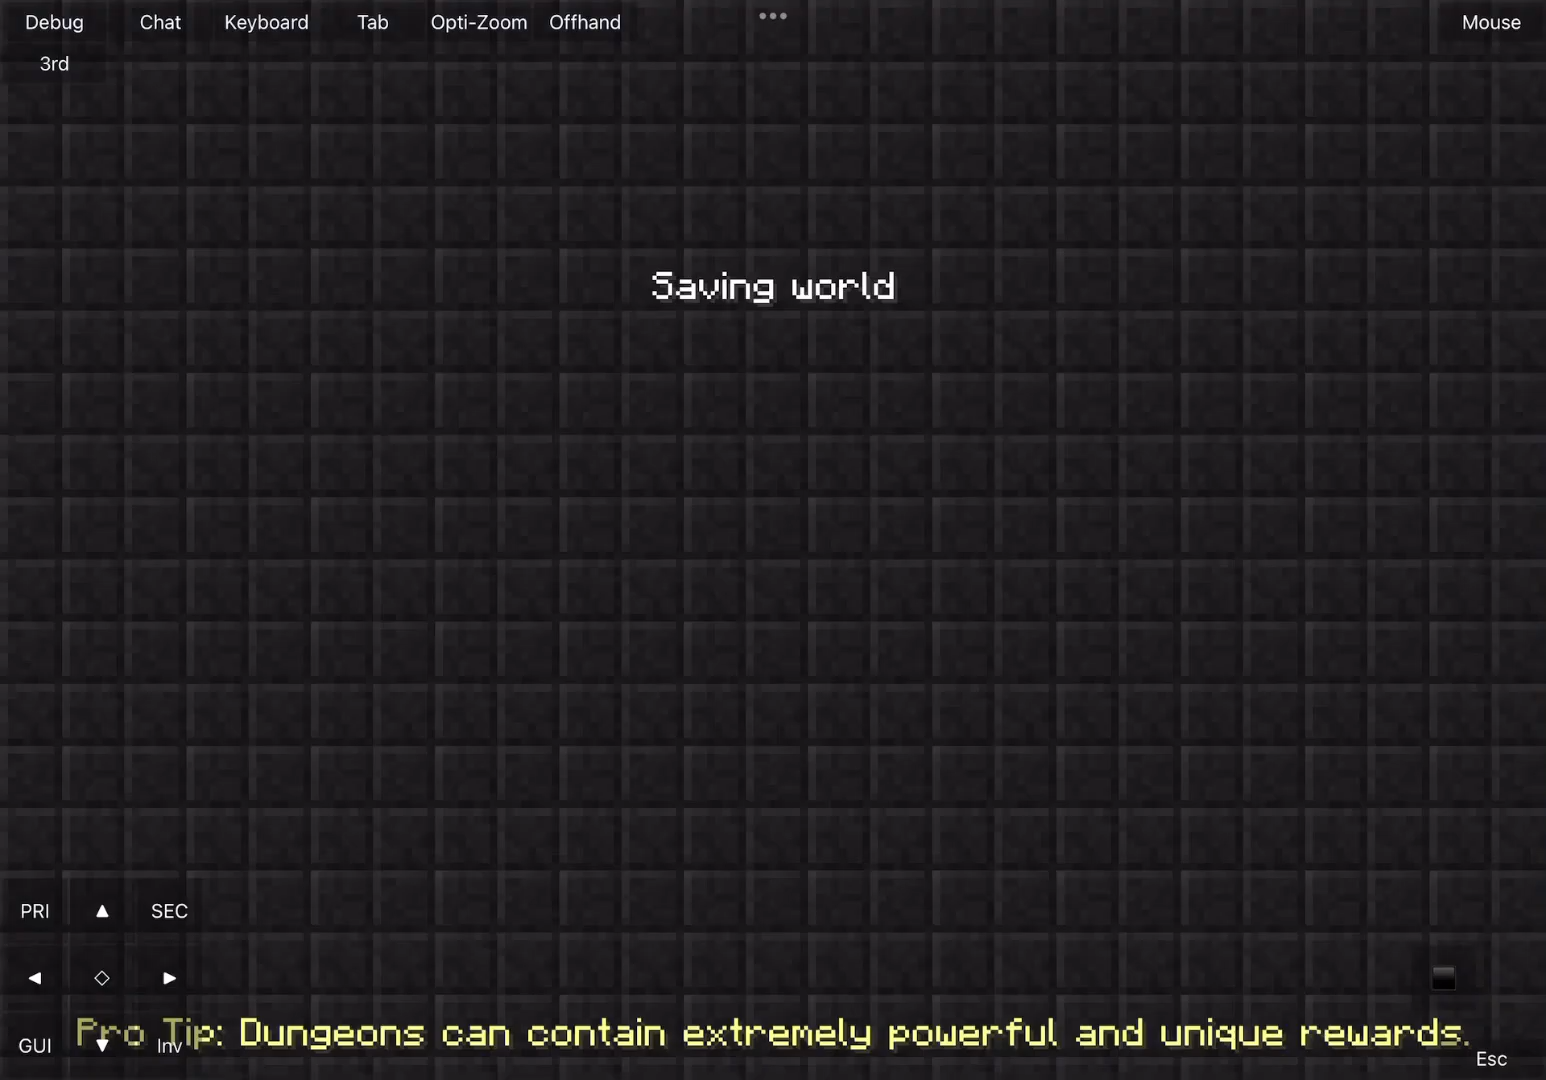 Debug Chat Keyboard Tab Opti-Zoom Offhand Mouse
3rd
Saving world
PRI ▲ SEC
◄ ◇ ►
Pro Tip: Dungeons can contain extremely powerful and unique rewards.
GUI ▼ Inv
Esc